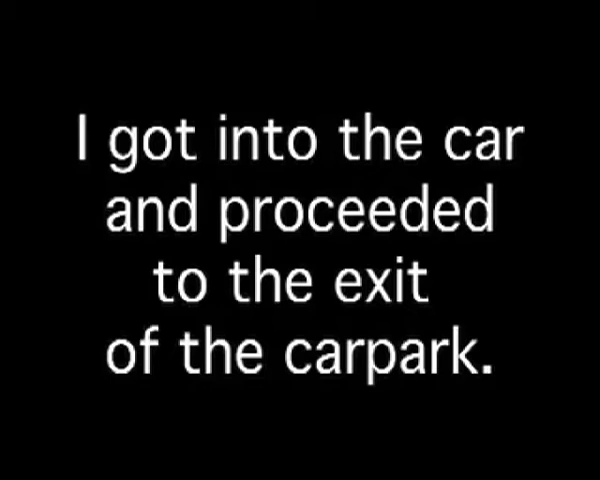 I got into the car
and proceeded
to the exit
of the carpark.